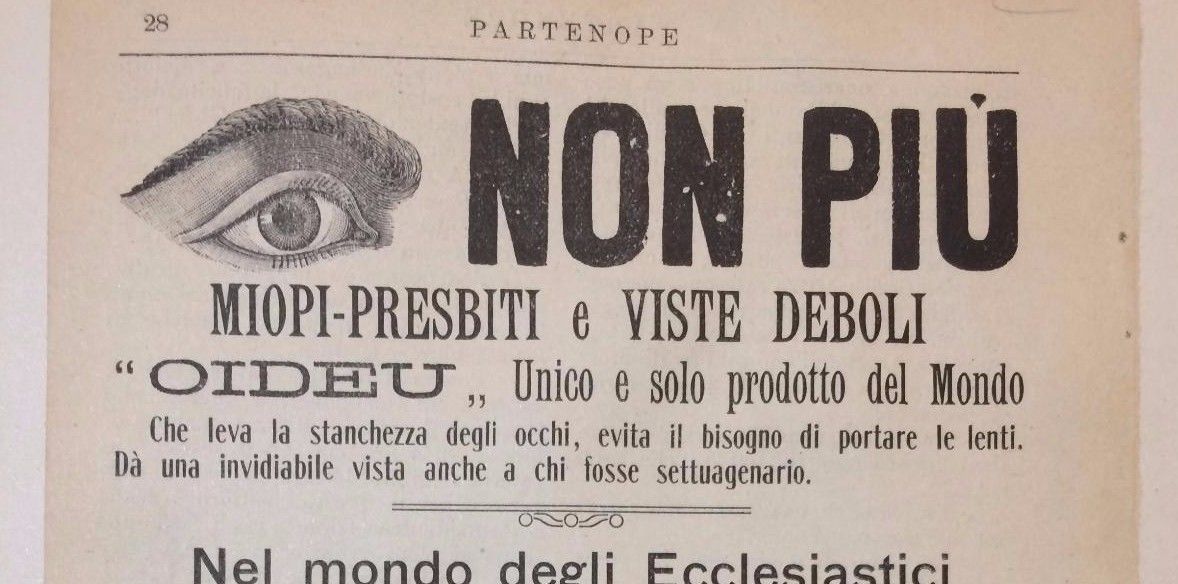 28 PARTENOPE
NON PIÙ
MIOPI-PRESBITI e VISTE DEBOLI
“OIDEU„ Unico e solo prodotto del Mondo
Che leva la stanchezza degli occhi, evita il bisogno di portare le lenti.
Dà una invidiabile vista anche a chi fosse settuagenario.
Nel mondo degli Ecclesiastici